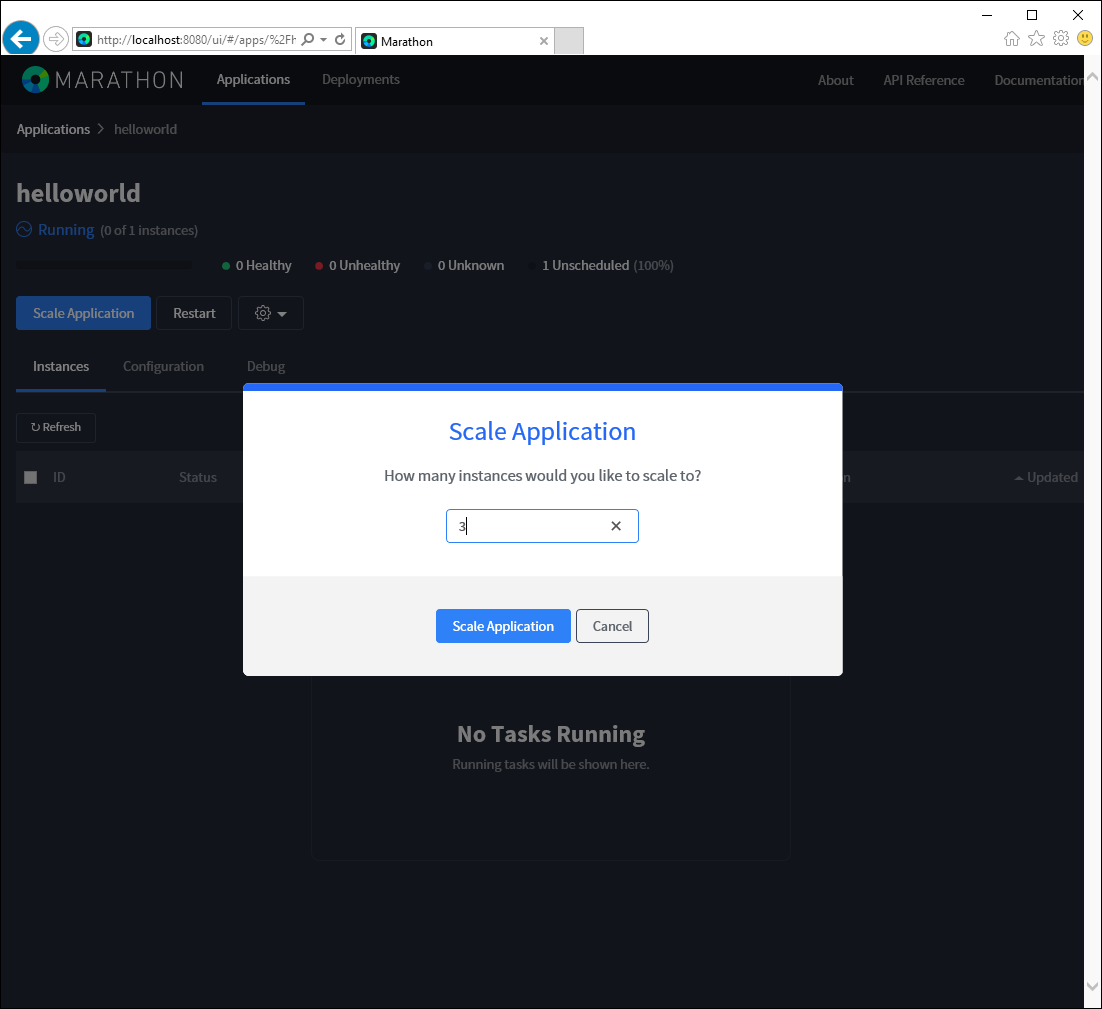 http://localhost:8080/ui/#/apps/%2Fh
Marathon
MARATHON Applications Deployments About API Reference Documentation
Applications helloworld
helloworld
Running (0 of 1 instances)
0 Healthy 0 Unhealthy 0 Unknown 1 Unscheduled (100%)
Scale Application Restart
Instances Configuration Debug
Scale Application
Refresh
How many instances would you like to scale to?
ID Status n Updated
3
Scale Application Cancel
No Tasks Running
Running tasks will be shown here.